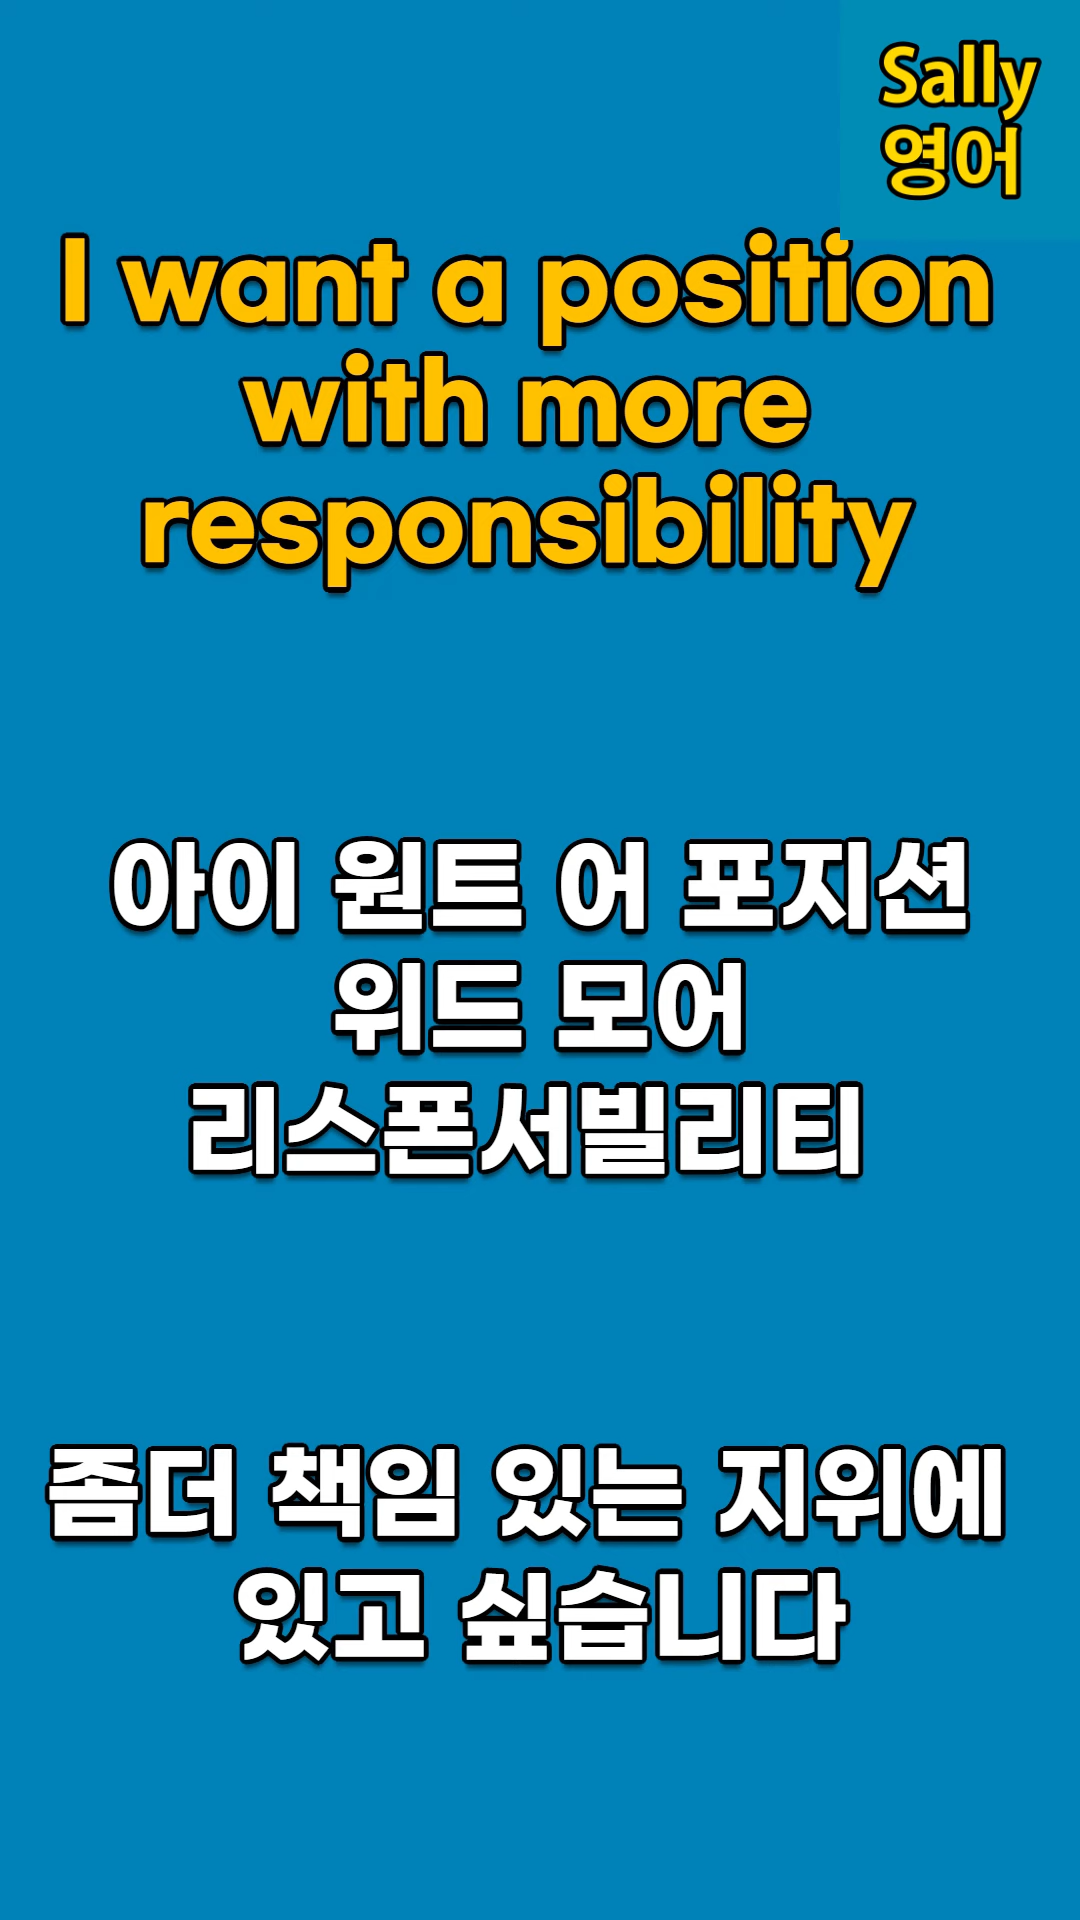 Sally
영어
I want a position
with more
responsibility
아이 원트 어 포지션
위드 모어
리스폰서빌리티
좀더 책임 있는 지위에
있고 싶습니다